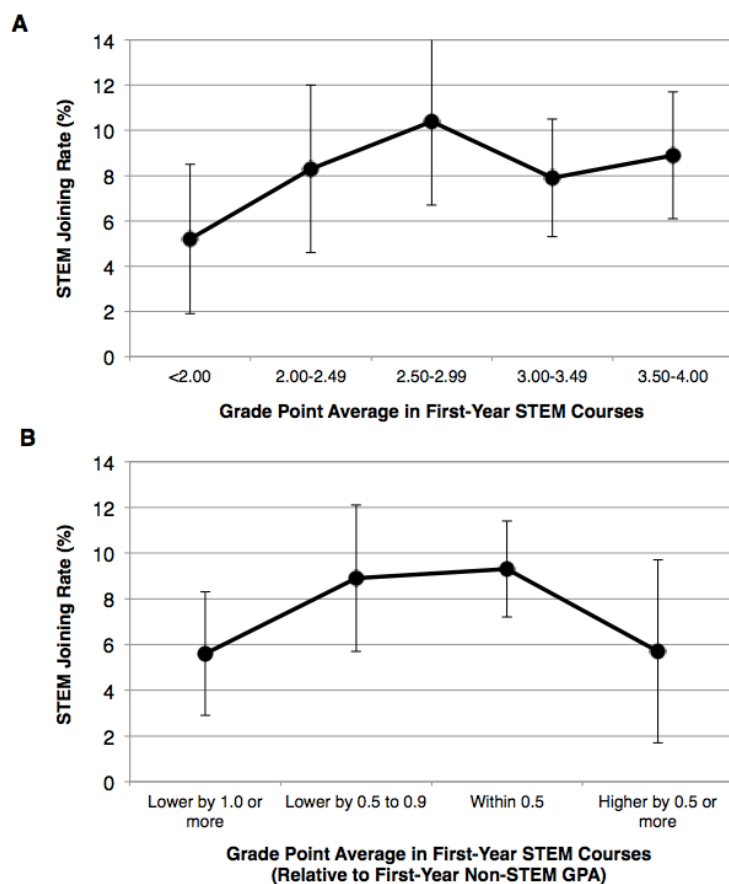 A
STEM Joining Rate (%)
14
12
10
8
6
4
2
0
<2.00 2.00-2.49 2.50-2.99 3.00-3.49 3.50-4.00
Grade Point Average in First-Year STEM Courses
B
STEM Joining Rate (%)
14
12
10
8
6
4
2
0
Lower by 1.0 or more Lower by 0.5 to 0.9 Within 0.5 Higher by 0.5 or more
Grade Point Average in First-Year STEM Courses
(Relative to First-Year Non-STEM GPA)